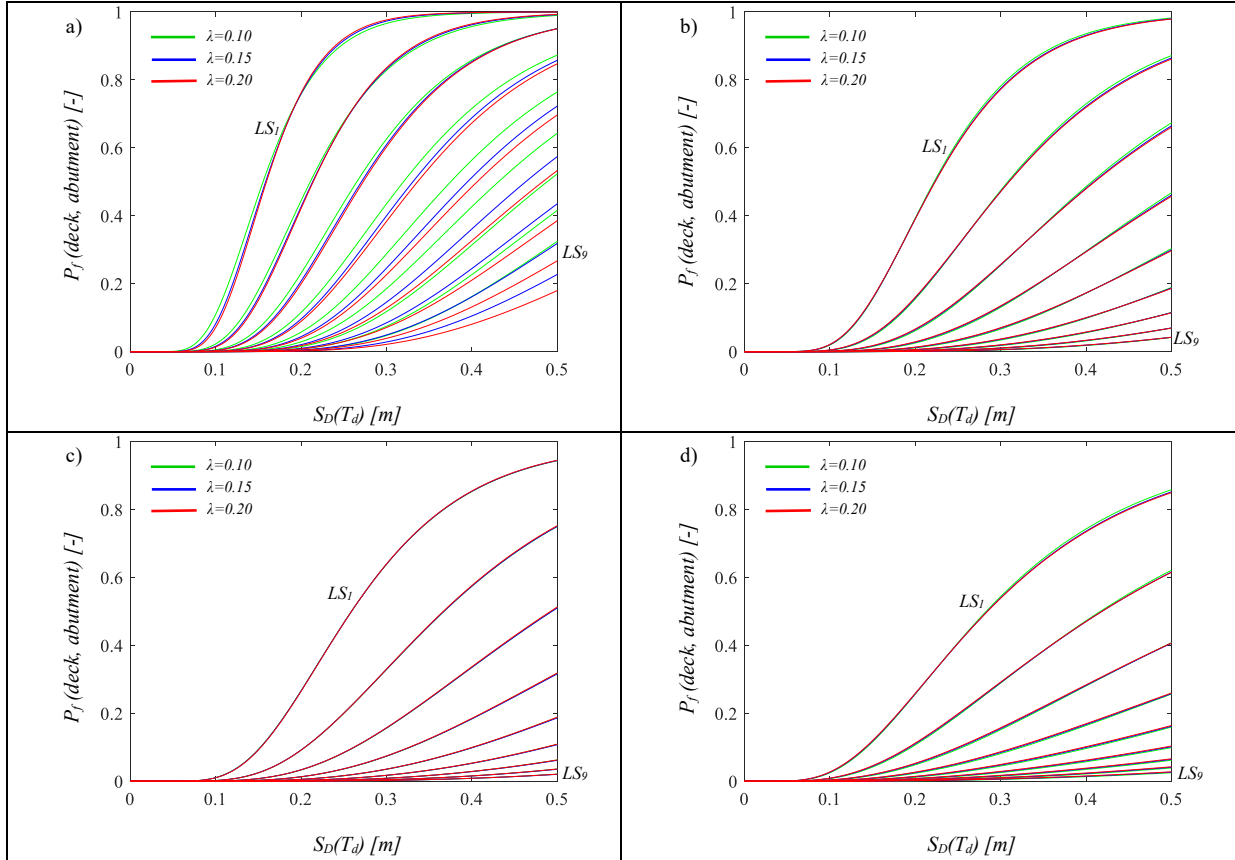 a)
λ=0.10
λ=0.15
λ=0.20
LS1
LS9
1
0.8
0.6
0.4
0.2
0
0 0.1 0.2 0.3 0.4 0.5
Pf (deck, abutment) [-]
SD(Td) [m]
b)
λ=0.10
λ=0.15
λ=0.20
LS1
LS9
1
0.8
0.6
0.4
0.2
0
0 0.1 0.2 0.3 0.4 0.5
Pf (deck, abutment) [-]
SD(Td) [m]
c)
λ=0.10
λ=0.15
λ=0.20
LS1
LS9
1
0.8
0.6
0.4
0.2
0
0 0.1 0.2 0.3 0.4 0.5
Pf (deck, abutment) [-]
SD(Td) [m]
d)
λ=0.10
λ=0.15
λ=0.20
LS1
LS9
1
0.8
0.6
0.4
0.2
0
0 0.1 0.2 0.3 0.4 0.5
Pf (deck, abutment) [-]
SD(Td) [m]